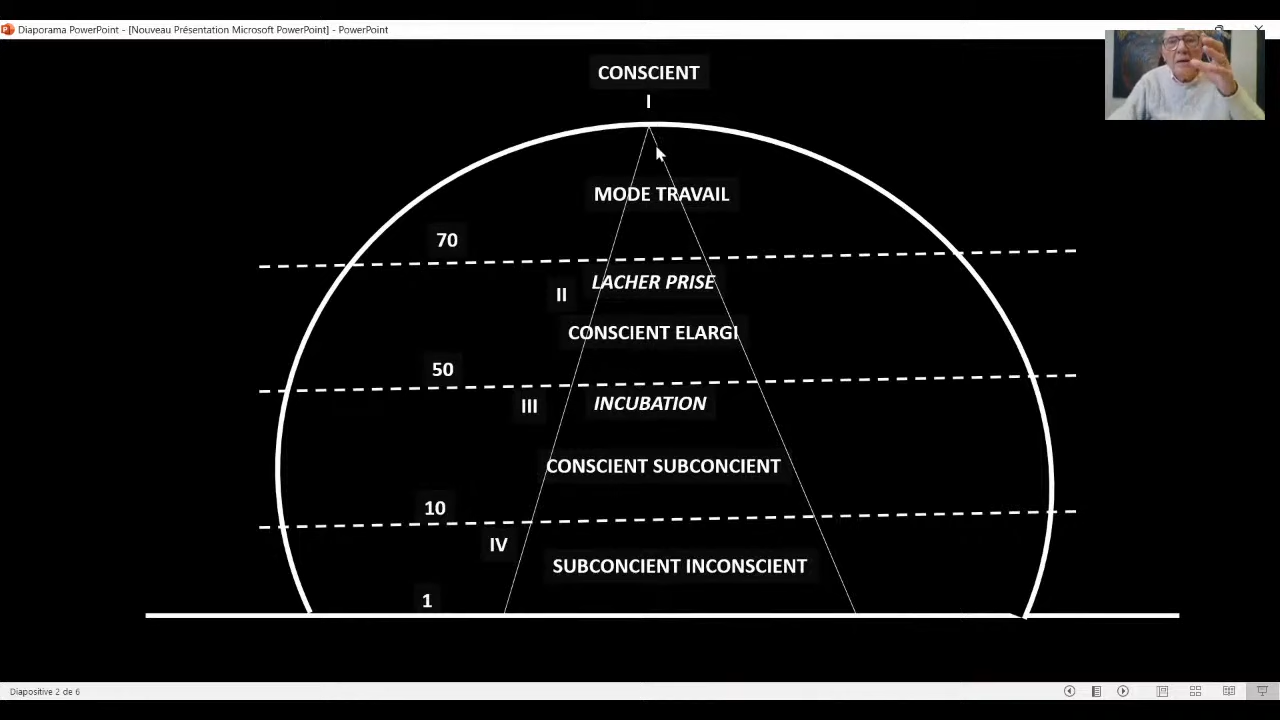 Diaporama PowerPoint - [Nouveau Présentation Microsoft PowerPoint] - PowerPoint
CONSCIENT
I
MODE TRAVAIL
70
LACHER PRISE
II
CONSCIENT ELARGI
50
INCUBATION
III
CONSCIENT SUBCONCIENT
10
IV
SUBCONCIENT INCONSCIENT
1
Diapositive 2 de 6